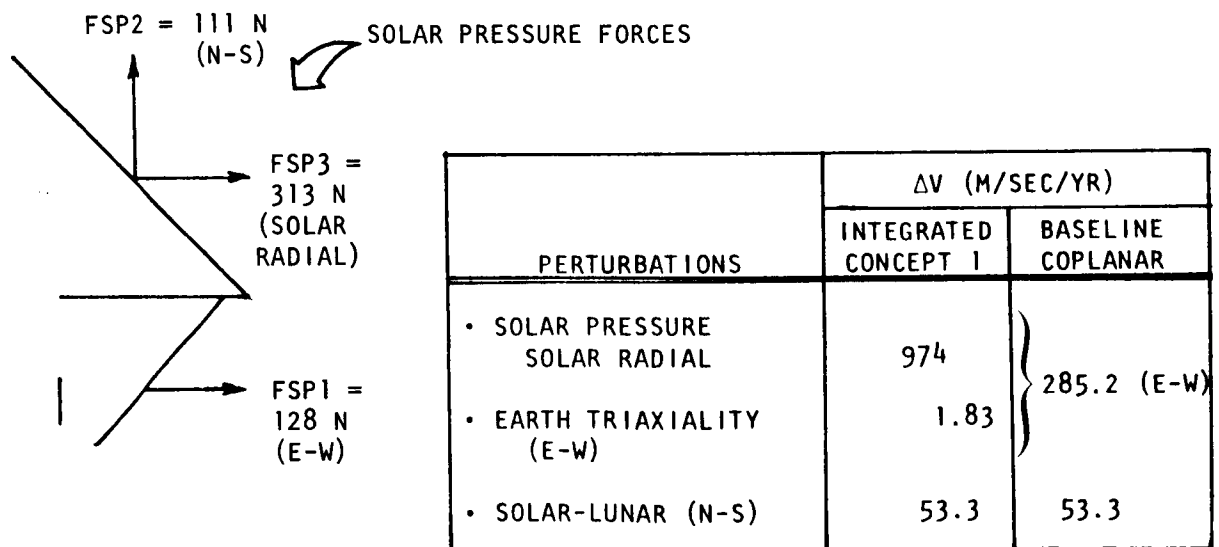 FSP2 = 111 N
(N-S)
SOLAR PRESSURE FORCES
FSP3 =
313 N
(SOLAR
RADIAL)
FSP1 =
128 N
(E-W)
PERTURBATIONS
ΔV (M/SEC/YR)
INTEGRATED
CONCEPT 1
BASELINE
COPLANAR
• SOLAR PRESSURE
SOLAR RADIAL
974
285.2 (E-W)
• EARTH TRIAXIALITY
(E-W)
1.83
• SOLAR-LUNAR (N-S)
53.3
53.3